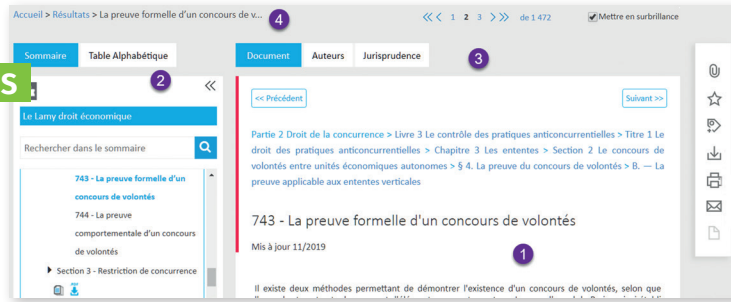 Accueil > Résultats > La preuve formelle d'un concours de v...
4
1 2 3 de 1 472
Mettre en surbrillance
Sommaire
Table Alphabétique
2
Document
Auteurs
Jurisprudence
3
S
Le Lamy droit économique
Rechercher dans le sommaire
743 - La preuve formelle d'un
concours de volontés
744 - La preuve
comportementale d'un concours
de volontés
Section 3 - Restriction de concurrence
<< Précédent
Suivant >>
Partie 2 Droit de la concurrence > Livre 3 Le contrôle des pratiques anticoncurrentielles > Titre 1 Le
droit des pratiques anticoncurrentielles > Chapitre 3 Les ententes > Section 2 Le concours de
volontés entre unités économiques autonomes > § 4. La preuve du concours de volontés > B. — La
preuve applicable aux ententes verticales
743 - La preuve formelle d'un concours de volontés
Mis à jour 11/2019
1
Il existe deux méthodes permettant de démontrer l'existence d'un concours de volontés, selon que